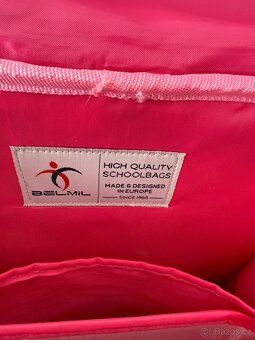 BELMIL
HIGH QUALITY
SCHOOLBAGS
MADE & DESIGNED
IN EUROPE
SINCE 1966